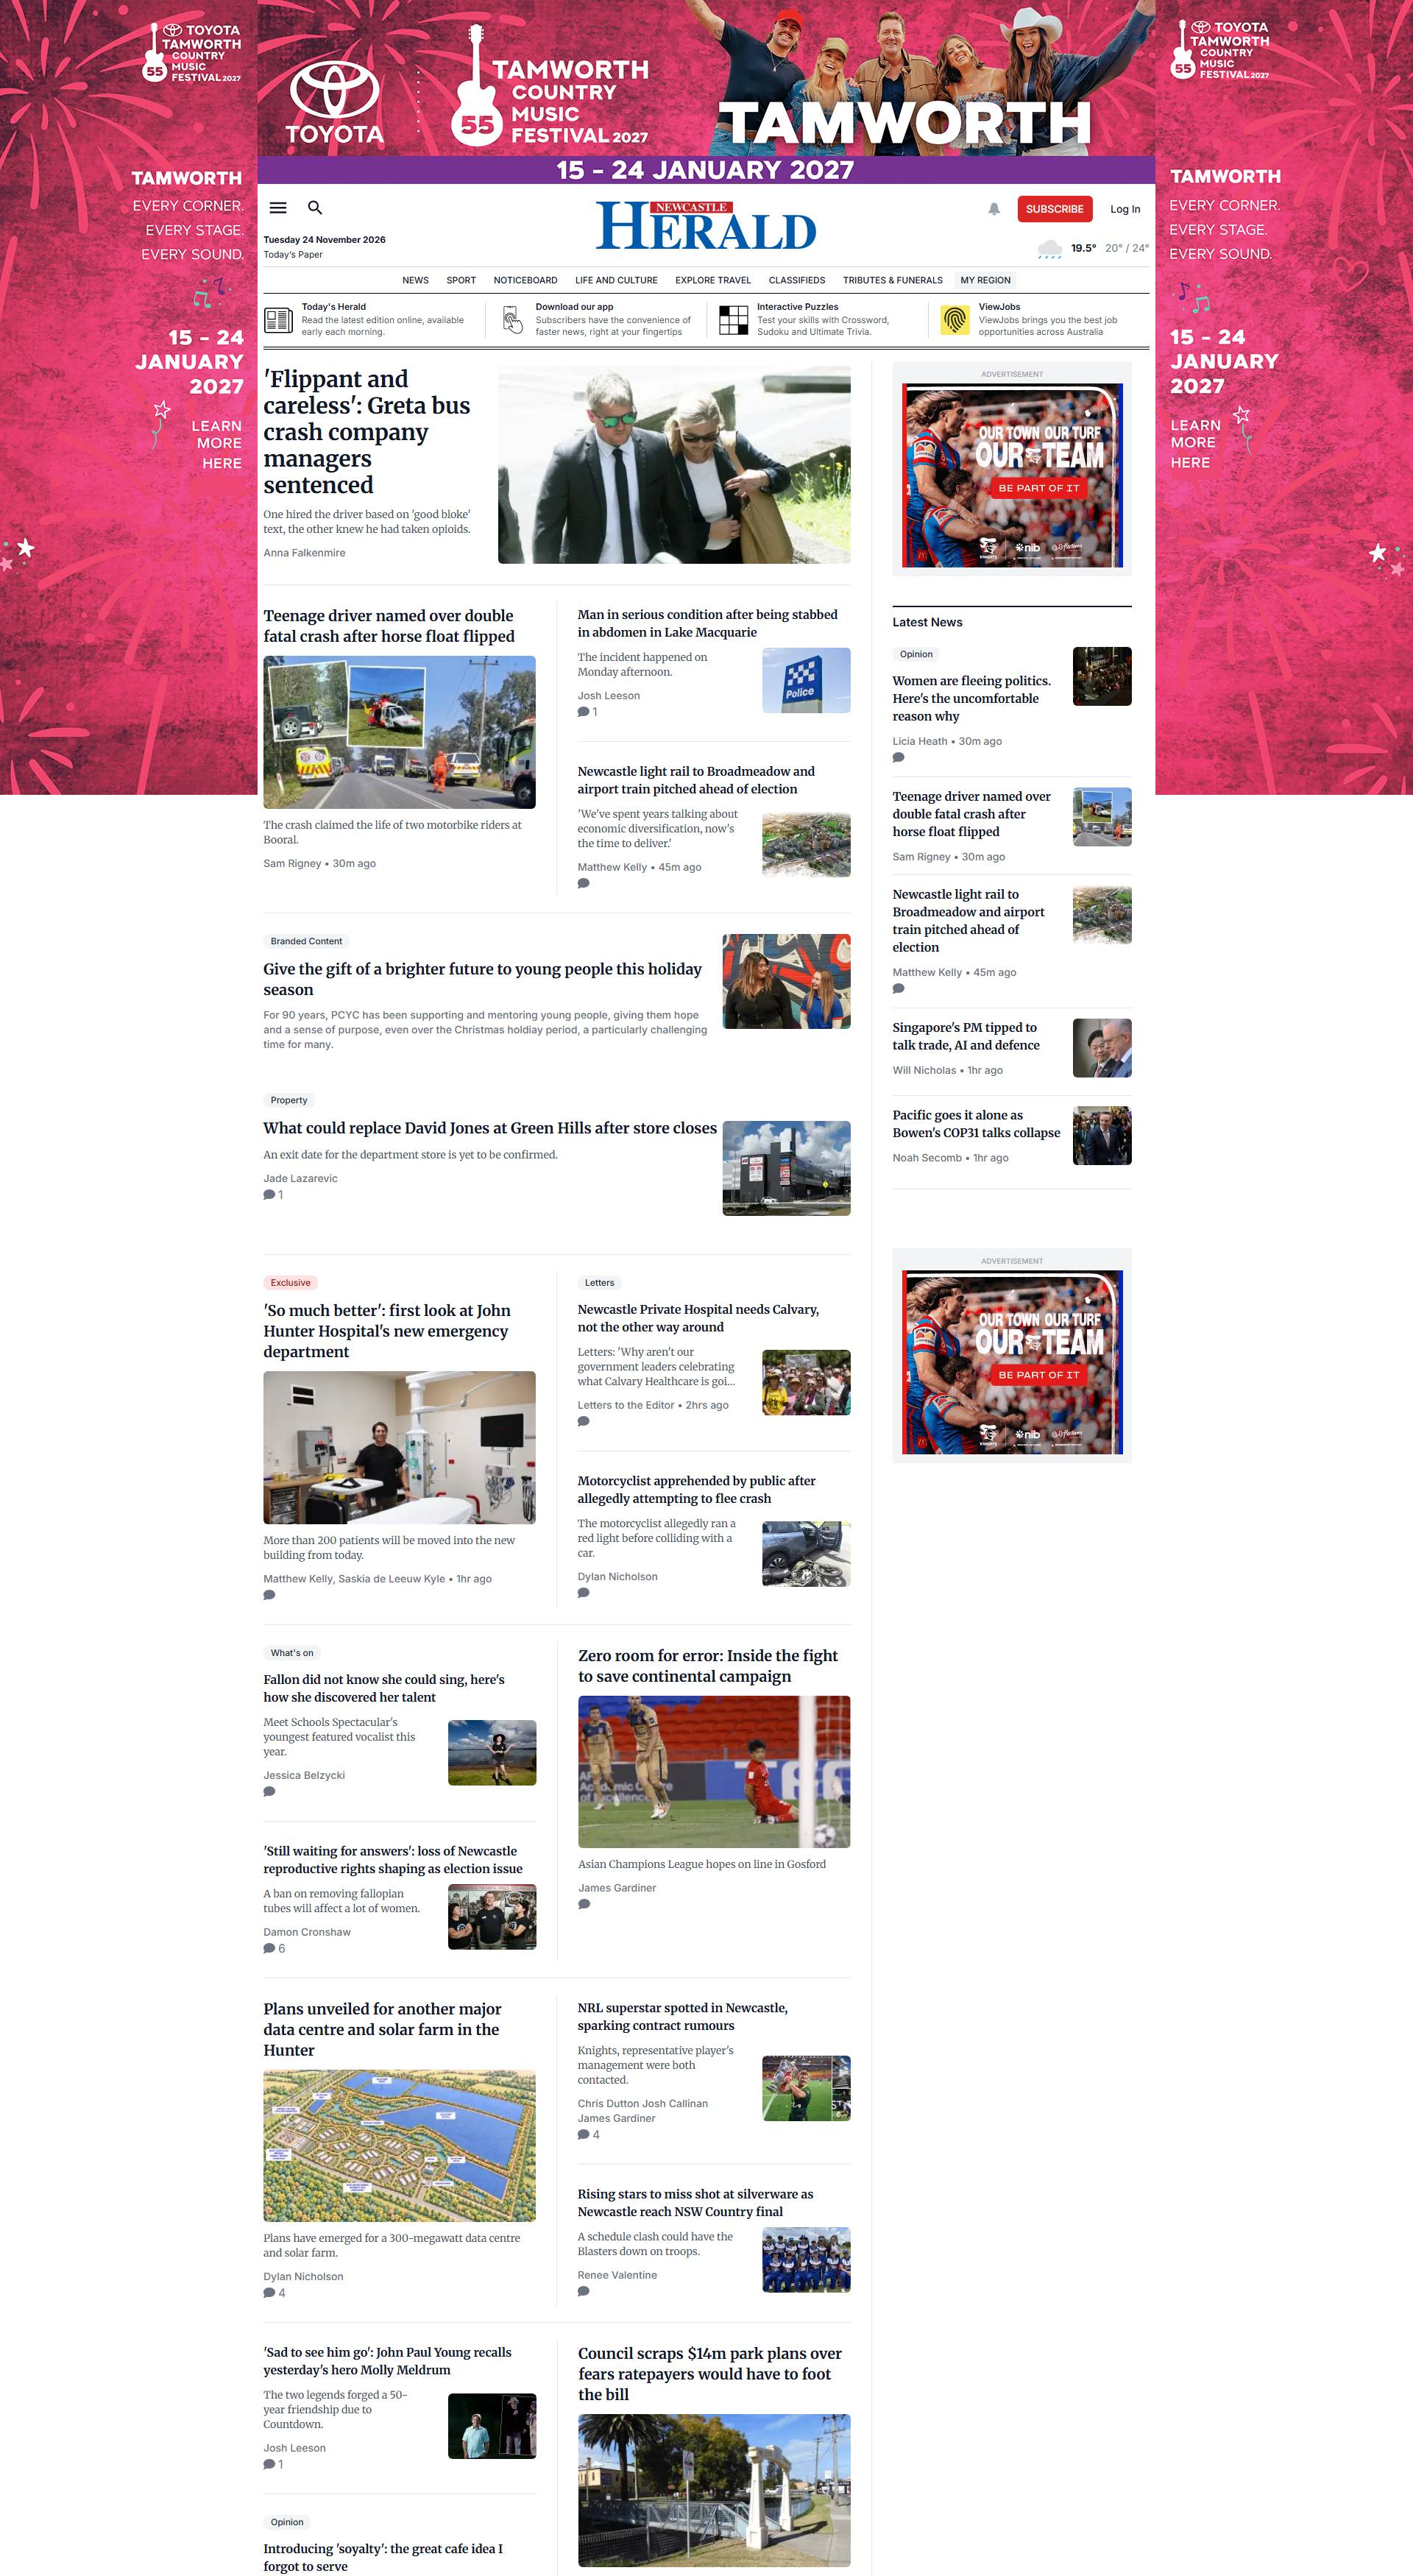 TOYOTA
TAMWORTH
COUNTRY
MUSIC
FESTIVAL 2027
55
TAMWORTH
EVERY CORNER.
EVERY STAGE.
EVERY SOUND.
15 - 24
JANUARY
2027
LEARN
MORE
HERE
TOYOTA
55
TAMWORTH
COUNTRY
MUSIC
FESTIVAL 2027
TAMWORTH
15 - 24 JANUARY 2027
TOYOTA
TAMWORTH
COUNTRY
MUSIC
FESTIVAL 2027
55
TAMWORTH
EVERY CORNER.
EVERY STAGE.
EVERY SOUND.
15 - 24
JANUARY
2027
LEARN
MORE
HERE
NEWCASTLE
HERALD
SUBSCRIBE
Log In
Tuesday 24 November 2026
Today's Paper
19.5° 20° / 24°
NEWS SPORT NOTICEBOARD LIFE AND CULTURE EXPLORE TRAVEL CLASSIFIEDS TRIBUTES & FUNERALS MY REGION
Today's Herald
Read the latest edition online, available
early each morning.
Download our app
Subscribers have the convenience of
faster news, right at your fingertips
Interactive Puzzles
Test your skills with Crossword,
Sudoku and Ultimate Trivia.
ViewJobs
ViewJobs brings you the best job
opportunities across Australia
'Flippant and
careless': Greta bus
crash company
managers
sentenced
One hired the driver based on 'good bloke'
text, the other knew he had taken opioids.
Anna Falkenmire
Teenage driver named over double
fatal crash after horse float flipped
The crash claimed the life of two motorbike riders at
Booral.
Sam Rigney • 30m ago
Man in serious condition after being stabbed
in abdomen in Lake Macquarie
The incident happened on
Monday afternoon.
Josh Leeson
1
Police
Newcastle light rail to Broadmeadow and
airport train pitched ahead of election
'We've spent years talking about
economic diversification, now's
the time to deliver.'
Matthew Kelly • 45m ago
Branded Content
Give the gift of a brighter future to young people this holiday
season
For 90 years, PCYC has been supporting and mentoring young people, giving them hope
and a sense of purpose, even over the Christmas holdiay period, a particularly challenging
time for many.
Property
What could replace David Jones at Green Hills after store closes
An exit date for the department store is yet to be confirmed.
Jade Lazarevic
1
Exclusive
'So much better': first look at John
Hunter Hospital's new emergency
department
More than 200 patients will be moved into the new
building from today.
Matthew Kelly, Saskia de Leeuw Kyle • 1hr ago
Letters
Newcastle Private Hospital needs Calvary,
not the other way around
Letters: 'Why aren't our
government leaders celebrating
what Calvary Healthcare is goi...
Letters to the Editor • 2hrs ago
Motorcyclist apprehended by public after
allegedly attempting to flee crash
The motorcyclist allegedly ran a
red light before colliding with a
car.
Dylan Nicholson
What's on
Fallon did not know she could sing, here's
how she discovered her talent
Meet Schools Spectacular's
youngest featured vocalist this
year.
Jessica Belzycki
'Still waiting for answers': loss of Newcastle
reproductive rights shaping as election issue
A ban on removing fallopian
tubes will affect a lot of women.
Damon Cronshaw
6
Zero room for error: Inside the fight
to save continental campaign
Asian Champions League hopes on line in Gosford
James Gardiner
Plans unveiled for another major
data centre and solar farm in the
Hunter
Plans have emerged for a 300-megawatt data centre
and solar farm.
Dylan Nicholson
4
NRL superstar spotted in Newcastle,
sparking contract rumours
Knights, representative player's
management were both
contacted.
Chris Dutton Josh Callinan
James Gardiner
4
Rising stars to miss shot at silverware as
Newcastle reach NSW Country final
A schedule clash could have the
Blasters down on troops.
Renee Valentine
'Sad to see him go': John Paul Young recalls
yesterday's hero Molly Meldrum
The two legends forged a 50-
year friendship due to
Countdown.
Josh Leeson
1
Opinion
Introducing 'soyalty': the great cafe idea I
forgot to serve
Council scraps $14m park plans over
fears ratepayers would have to foot
the bill
ADVERTISEMENT
OUR TOWN OUR TURF
OUR TEAM
BE PART OF IT
KNIGHTS
nib
Latest News
Opinion
Women are fleeing politics.
Here's the uncomfortable
reason why
Licia Heath • 30m ago
Teenage driver named over
double fatal crash after
horse float flipped
Sam Rigney • 30m ago
Newcastle light rail to
Broadmeadow and airport
train pitched ahead of
election
Matthew Kelly • 45m ago
Singapore's PM tipped to
talk trade, AI and defence
Will Nicholas • 1hr ago
Pacific goes it alone as
Bowen's COP31 talks collapse
Noah Secomb • 1hr ago
ADVERTISEMENT
OUR TOWN OUR TURF
OUR TEAM
BE PART OF IT
KNIGHTS
nib